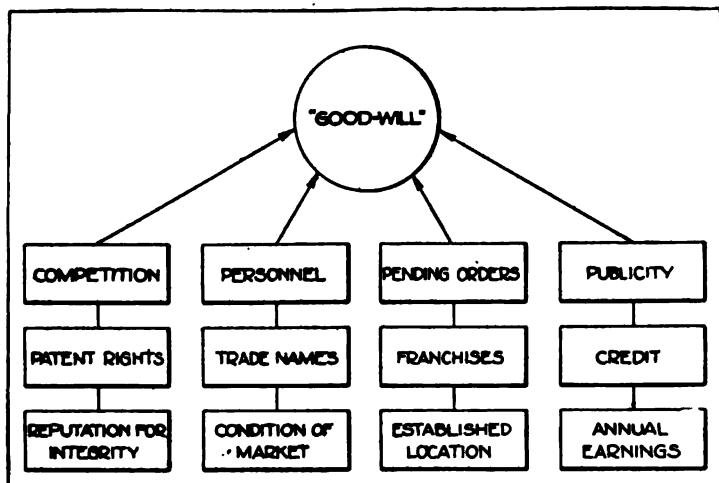 "GOOD-WILL"
COMPETITION
PERSONNEL
PENDING ORDERS
PUBLICITY
PATENT RIGHTS
TRADE NAMES
FRANCHISES
CREDIT
REPUTATION FOR
INTEGRITY
CONDITION OF
MARKET
ESTABLISHED
LOCATION
ANNUAL
EARNINGS